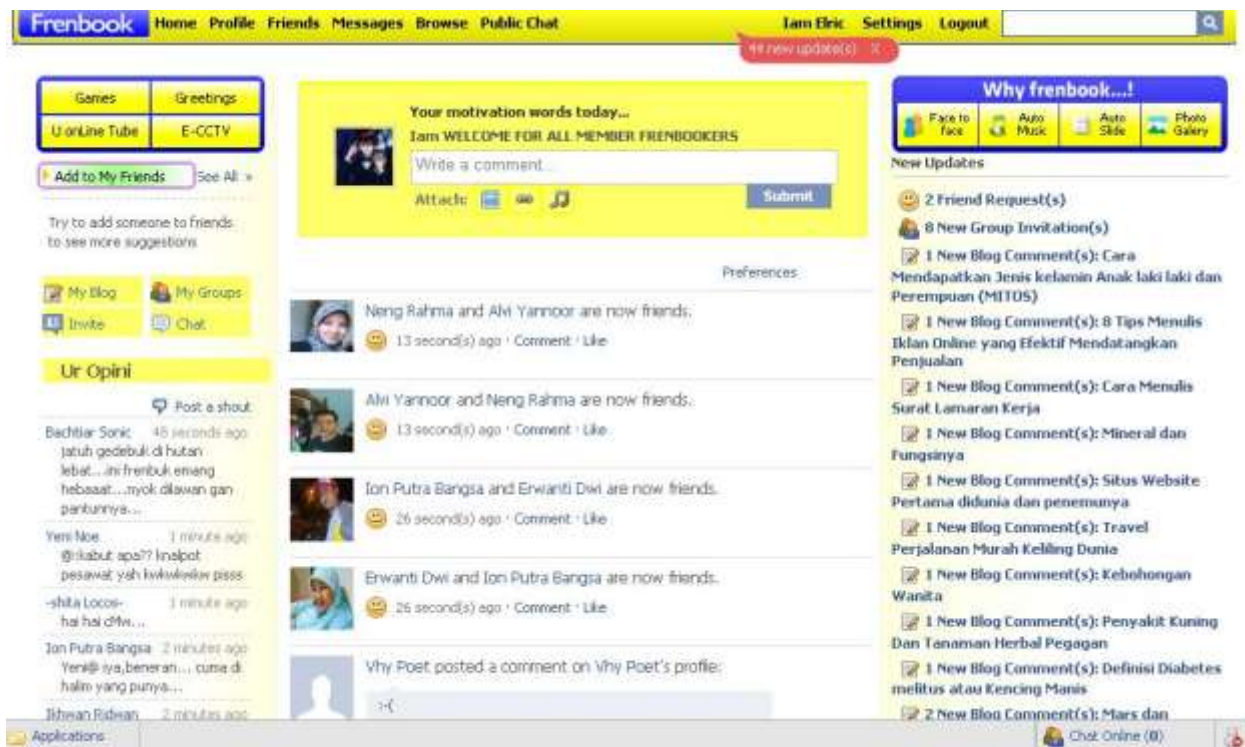 Frenbook Home Profile Friends Messages Browse Public Chat
Iam Elric Settings Logout
44 new update(s) X
Games Greetings
U onLine Tube E-CCTV
Add to My Friends See All »
Try to add someone to friends
to see more suggestions
My Blog My Groups
Invite Chat
Ur Opini
Post a shout
Bachtiar Sonic 48 seconds ago
jatuh gedebuk di hutan
lebat....ini frenbuk emang
hebaaat....nyok dilawan gan
pantunnya...
Yeni Noe 1 minute ago
apa?? knalpot
pesawat yah kwkwkwkw pisss
-shita Locos- 1 minute ago
hai hai
Ion Putra Bangsa 2 minutes ago
Yeni@ iya,beneran.... cuma di
halim yang punya...
Ikhwan Ridwan 2 minutes ago
Your motivation words today...
Iam WELCOME FOR ALL MEMBER FRENBOOKERS
Write a comment...
Attach:
Submit
Preferences
Neng Rahma and Alvi Yannoor are now friends.
13 second(s) ago · Comment · Like
Alvi Yannoor and Neng Rahma are now friends.
13 second(s) ago · Comment · Like
Ion Putra Bangsa and Erwanti Dwi are now friends.
26 second(s) ago · Comment · Like
Erwanti Dwi and Ion Putra Bangsa are now friends.
26 second(s) ago · Comment · Like
Vhy Poet posted a comment on Vhy Poet's profile:
:-(
Why frenbook...!
Face to face
Auto Music
Auto Slide
Photo Galery
New Updates
2 Friend Request(s)
8 New Group Invitation(s)
1 New Blog Comment(s): Cara
Mendapatkan Jenis kelamin Anak laki laki dan
Perempuan (MITOS)
1 New Blog Comment(s): 8 Tips Menulis
Iklan Online yang Efektif Mendatangkan
Penjualan
1 New Blog Comment(s): Cara Menulis
Surat Lamaran Kerja
1 New Blog Comment(s): Mineral dan
Fungsinya
1 New Blog Comment(s): Situs Website
Pertama didunia dan penemunya
1 New Blog Comment(s): Travel
Perjalanan Murah Keliling Dunia
1 New Blog Comment(s): Kebohongan
Wanita
1 New Blog Comment(s): Penyakit Kuning
Dan Tanaman Herbal Pegagan
1 New Blog Comment(s): Definisi Diabetes
melitus atau Kencing Manis
2 New Blog Comment(s): Mars dan
Applications
Chat Online (0)